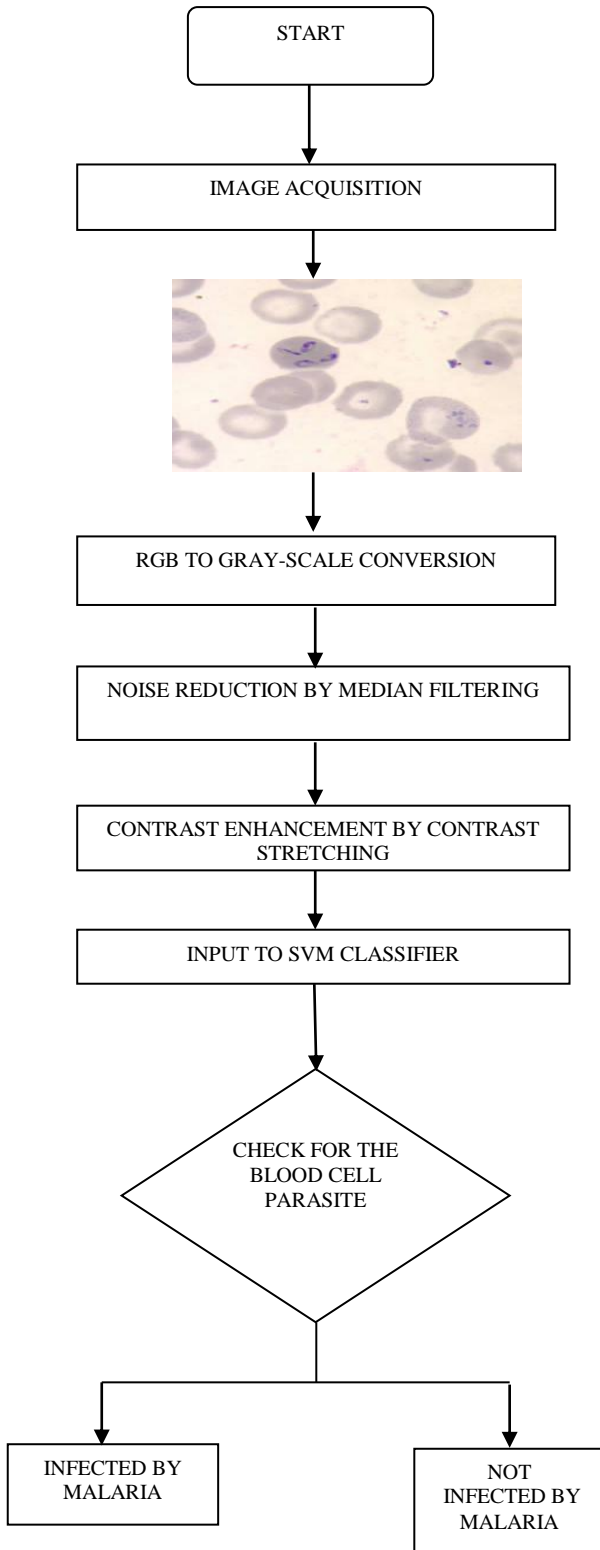 START
IMAGE ACQUISITION
RGB TO GRAY-SCALE CONVERSION
NOISE REDUCTION BY MEDIAN FILTERING
CONTRAST ENHANCEMENT BY CONTRAST
STRETCHING
INPUT TO SVM CLASSIFIER
CHECK FOR THE
BLOOD CELL
PARASITE
INFECTED BY
MALARIA
NOT
INFECTED BY
MALARIA